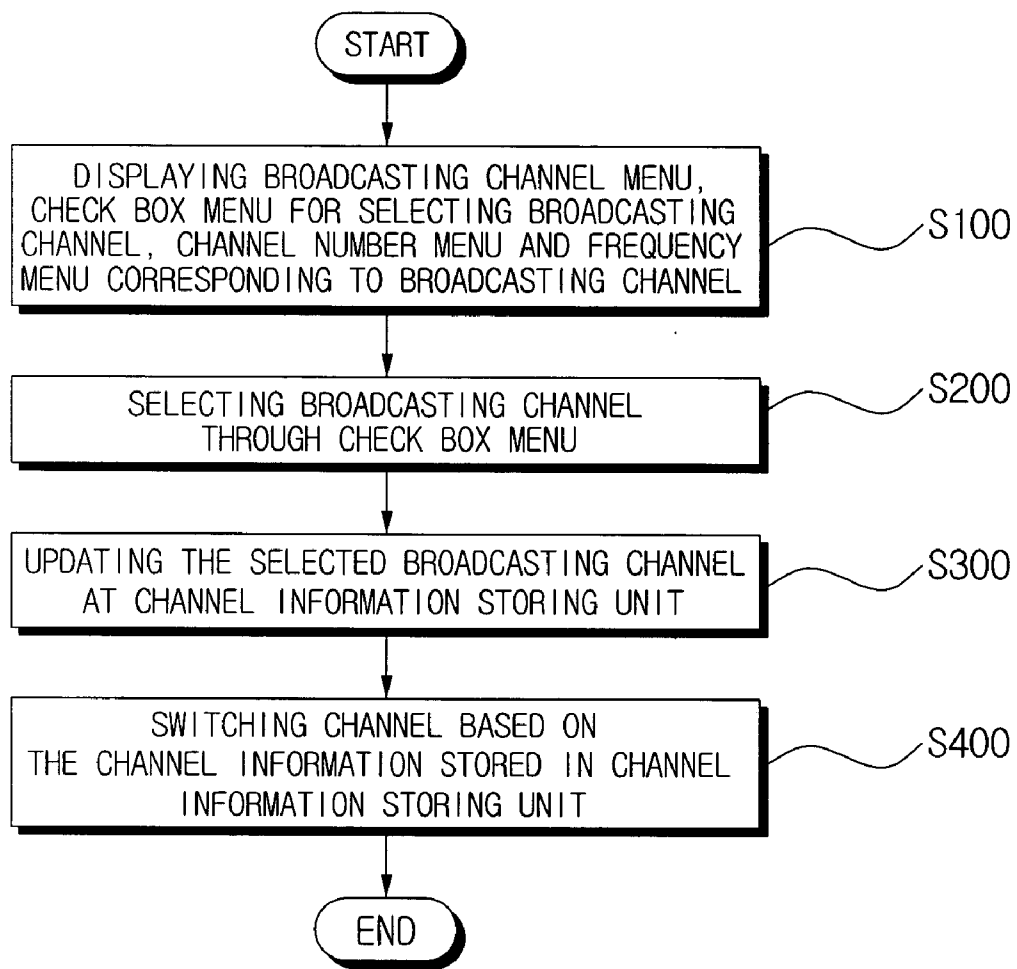 START
DISPLAYING BROADCASTING CHANNEL MENU,
CHECK BOX MENU FOR SELECTING BROADCASTING
CHANNEL, CHANNEL NUMBER MENU AND FREQUENCY
MENU CORRESPONDING TO BROADCASTING CHANNEL
S100
SELECTING BROADCASTING CHANNEL
THROUGH CHECK BOX MENU
S200
UPDATING THE SELECTED BROADCASTING CHANNEL
AT CHANNEL INFORMATION STORING UNIT
S300
SWITCHING CHANNEL BASED ON
THE CHANNEL INFORMATION STORED IN CHANNEL
INFORMATION STORING UNIT
S400
END